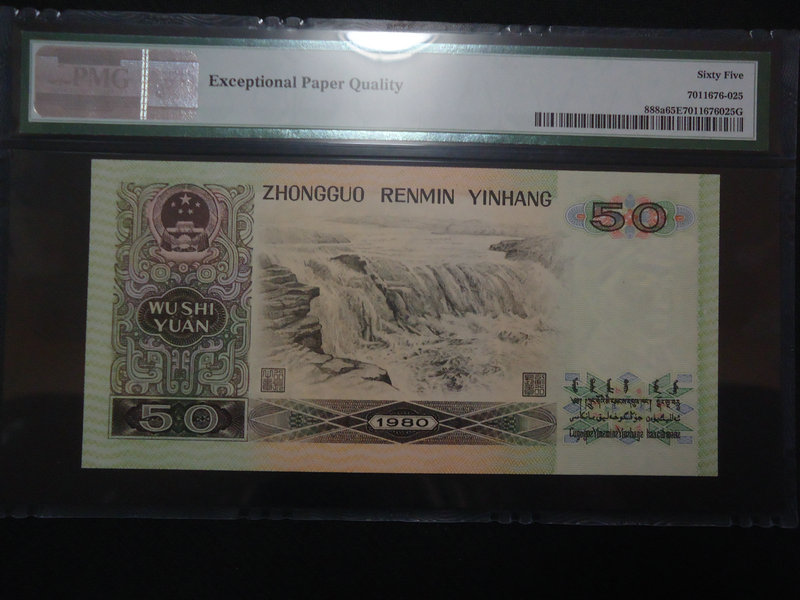 PMG
Exceptional Paper Quality
Sixty Five
7011676-025
888a65E7011676025G
ZHONGGUO RENMIN YINHANG
50
WU SHI
YUAN
50
1980